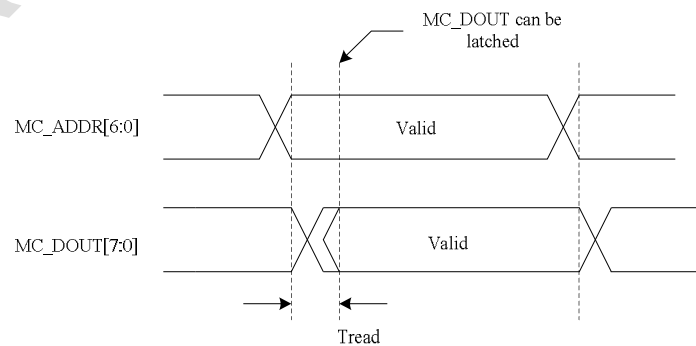 MC_DOUT can be
latched
MC_ADDR[6:0]
Valid
MC_DOUT[7:0]
Valid
Tread